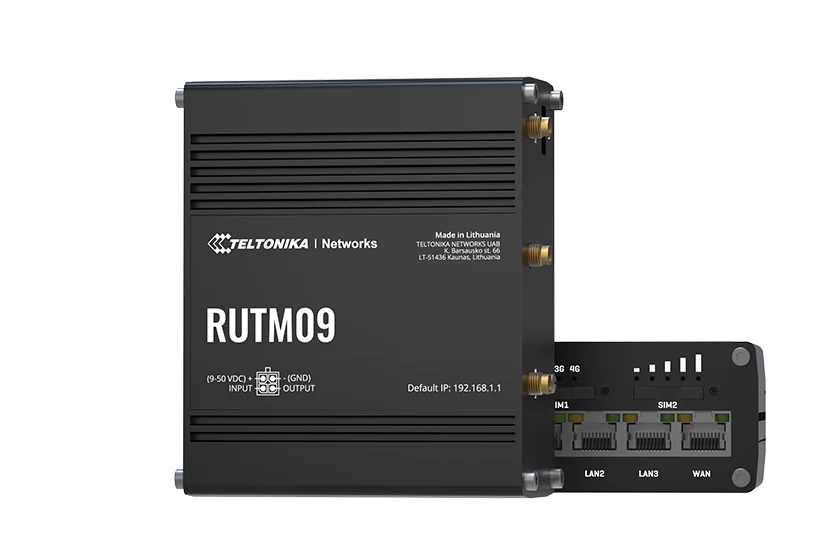 TELTONIKA | Networks
Made in Lithuania
TELTONIKA NETWORKS UAB
K. Barsausko st. 66
LT-51436 Kaunas, Lithuania
RUTM09
(9-50 VDC) + - (GND)
INPUT OUTPUT
Default IP: 192.168.1.1
3G 4G
SIM2
LAN2 LAN3 WAN